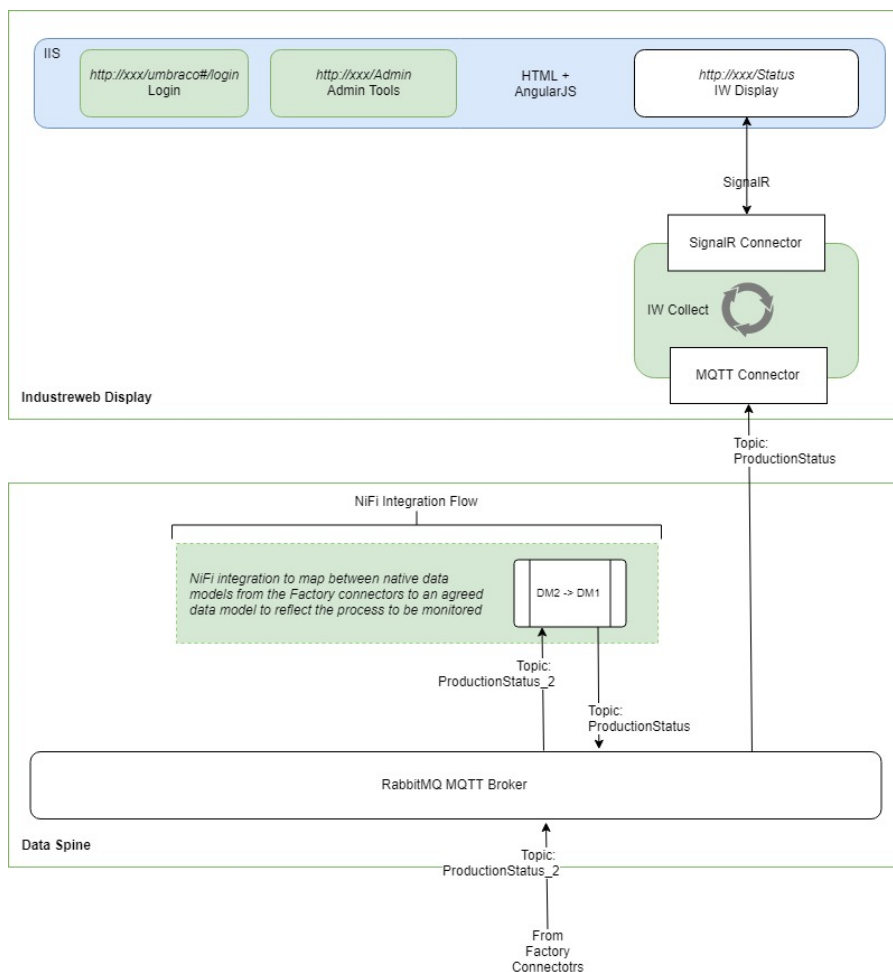 IIS
http://xxx/umbraco#/login
Login
http://xxx/Admin
Admin Tools
HTML +
AngularJS
http://xxx/Status
IW Display
SignalR
SignalR Connector
IW Collect
MQTT Connector
Industreweb Display
Topic:
ProductionStatus
NiFi Integration Flow
NiFi integration to map between native data
models from the Factory connectors to an agreed
data model to reflect the process to be monitored
DM2 -> DM1
Topic:
ProductionStatus_2
Topic:
ProductionStatus
RabbitMQ MQTT Broker
Data Spine
Topic:
ProductionStatus_2
From
Factory
Connectotrs